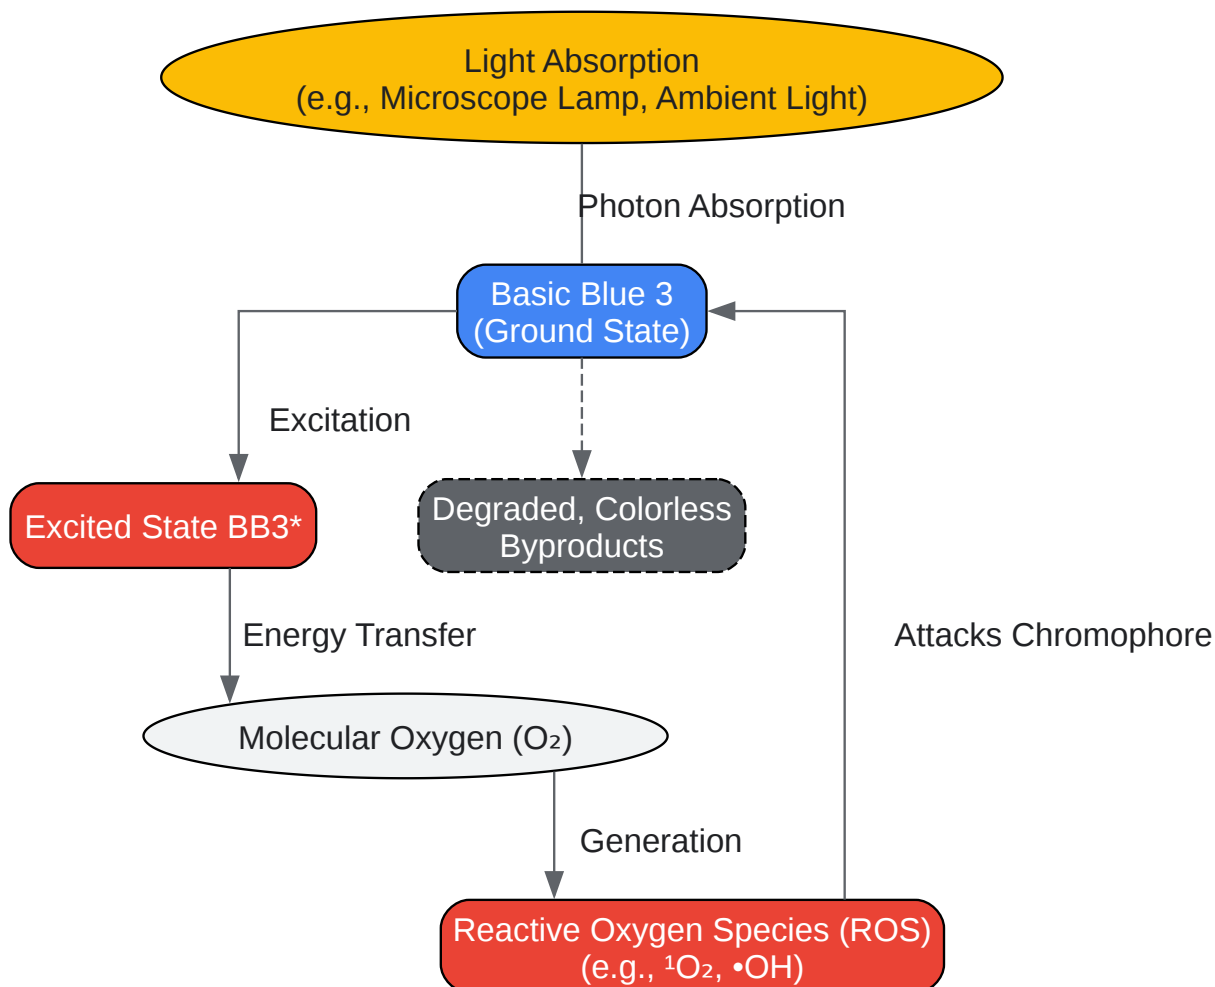 Light Absorption
(e.g., Microscope Lamp, Ambient Light)
Photon Absorption
Basic Blue 3
(Ground State)
Excitation
Excited State BB3*
Degraded, Colorless
Byproducts
Energy Transfer
Attacks Chromophore
Molecular Oxygen (O₂)
Generation
Reactive Oxygen Species (ROS)
(e.g., ¹O₂, •OH)